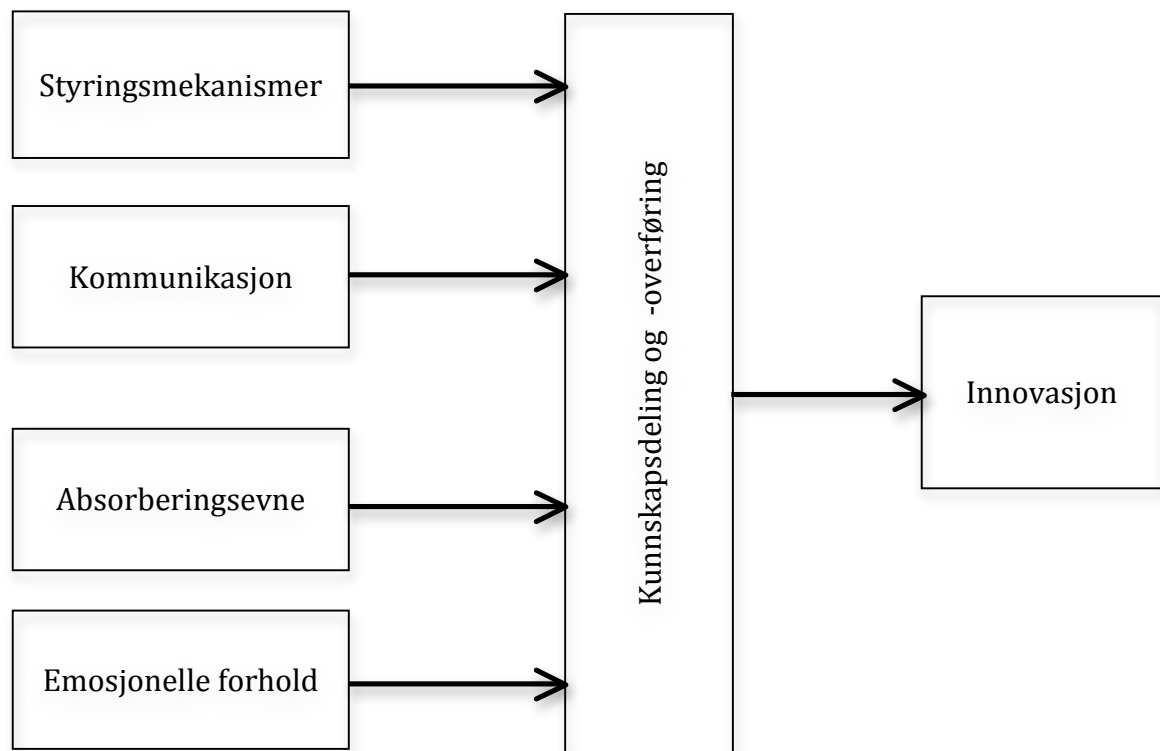 Styringsmekanismer
Kommunikasjon
Absorberingsevne
Emosjonelle forhold
Kunnskapsdeling og -overføring
Innovasjon